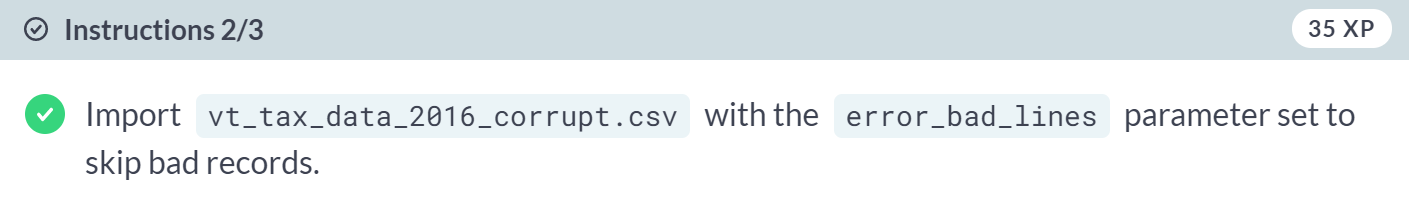 Instructions 2/3
35 XP
Import vt_tax_data_2016_corrupt.csv with the error_bad_lines parameter set to
skip bad records.